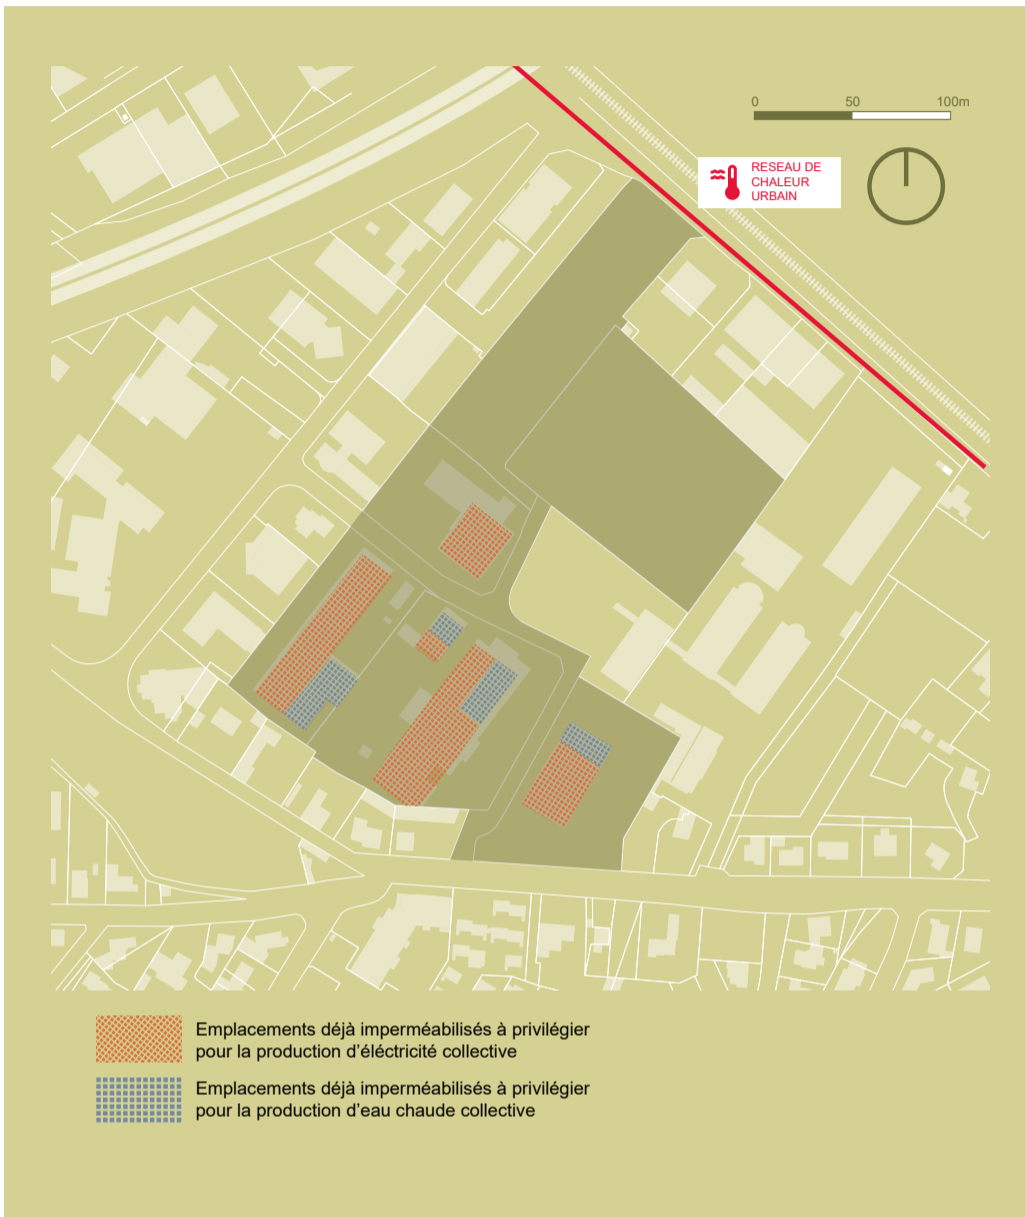 0 50 100m
RESEAU DE
CHALEUR
URBAIN
Emplacements déjà imperméabilisés à privilégier
pour la production d'éléctricité collective
Emplacements déjà imperméabilisés à privilégier
pour la production d'eau chaude collective